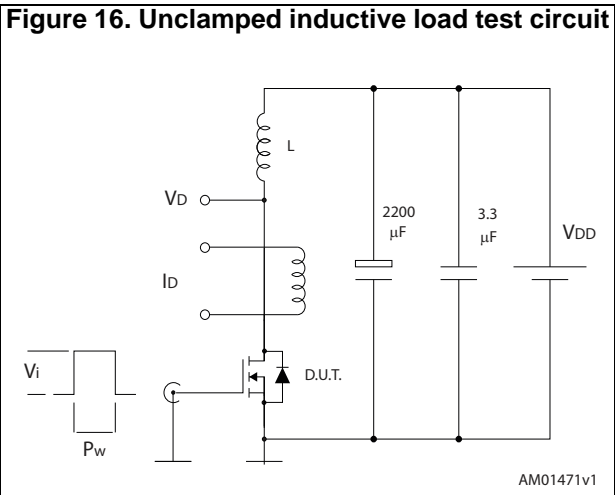 Figure 16. Unclamped inductive load test circuit
L
VD
2200
µF
3.3
µF
VDD
ID
Vi
D.U.T.
Pw
AM01471v1